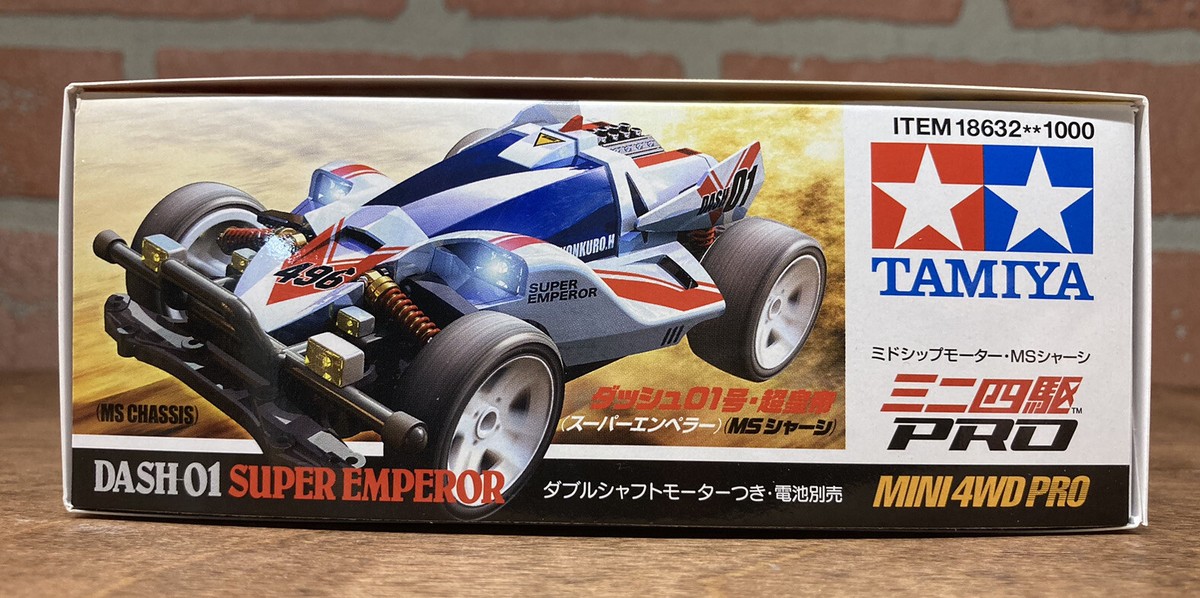 ITEM 18632**1000
TAMIYA
ミドシップモーター・MSシャーシ
ミニ四駆™
PRO
DASH 01
ONKURO.H
496
SUPER
EMPEROR
(MS CHASSIS)
ダッシュ01号・超皇帝
(スーパーエンペラー)(MSシャーシ)
DASH-01 SUPER EMPEROR
ダブルシャフトモーターつき・電池別売
MINI 4WD PRO